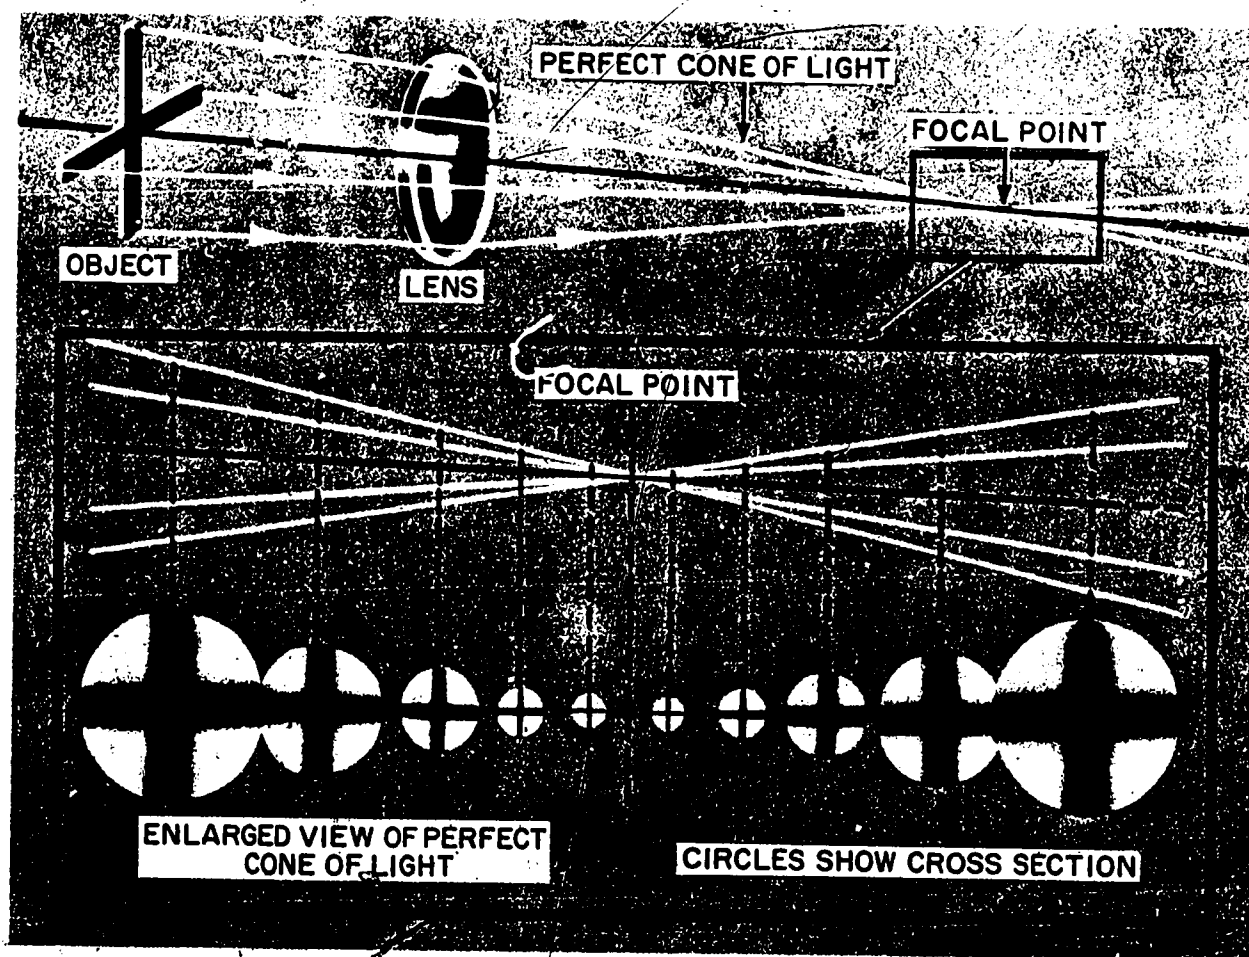 PERFECT CONE OF LIGHT
FOCAL POINT
OBJECT
LENS
FOCAL POINT
ENLARGED VIEW OF PERFECT
CONE OF LIGHT
CIRCLES SHOW CROSS SECTION